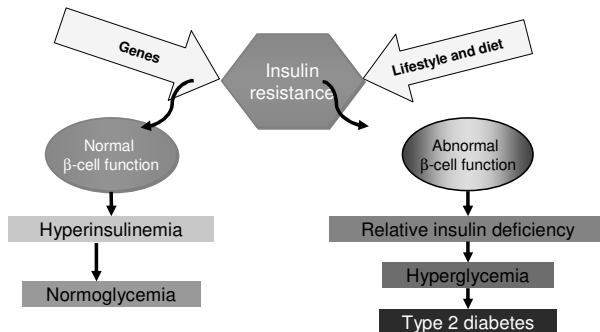 Genes
Lifestyle and diet
Insulin
resistance
Normal
β-cell function
Abnormal
β-cell function
Hyperinsulinemia
Relative insulin deficiency
Hyperglycemia
Normoglycemia
Type 2 diabetes